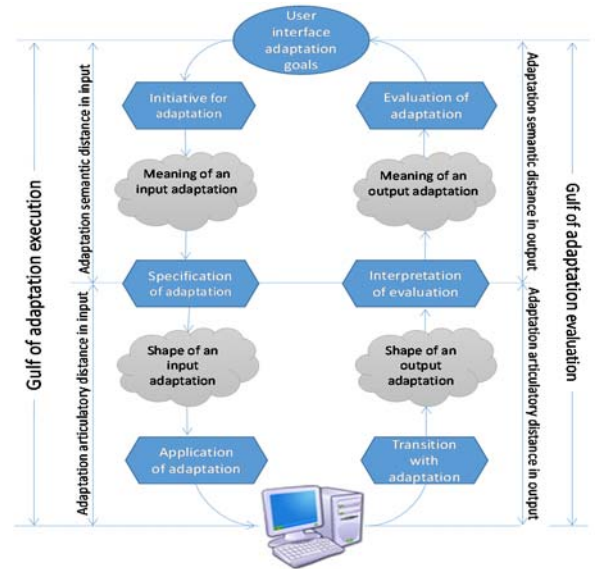 User
interface
adaptation
goals
Initiative for
adaptation
Evaluation of
adaptation
Meaning of an
input adaptation
Meaning of an
output adaptation
Specification
of adaptation
Interpretation
of evaluation
Shape of an
input
adaptation
Shape of an
output
adaptation
Application
of adaptation
Transition
with
adaptation
Gulf of adaptation execution
Adaptation semantic distance in input
Adaptation articulatory distance in input
Adaptation semantic distance in output
Adaptation articulatory distance in output
Gulf of adaptation evaluation